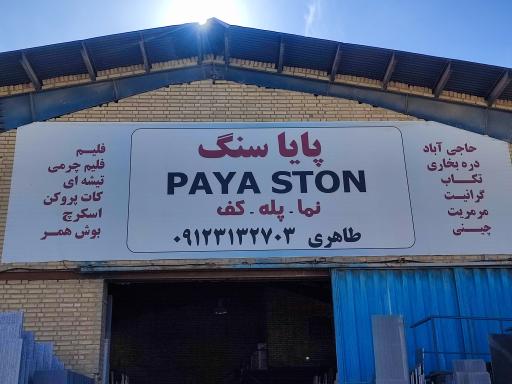 پایا سنگ
PAYA STON
نما . پله . کف
طاهری ۰۹۱۲۳۱۳۲۷۰۳
حاجی آباد
دره بخاری
تکاب
گرانیت
مرمریت
چینی
فلیم
فلیم چرمی
تیشه ای
کات پروکن
اسکرچ
بوش همر